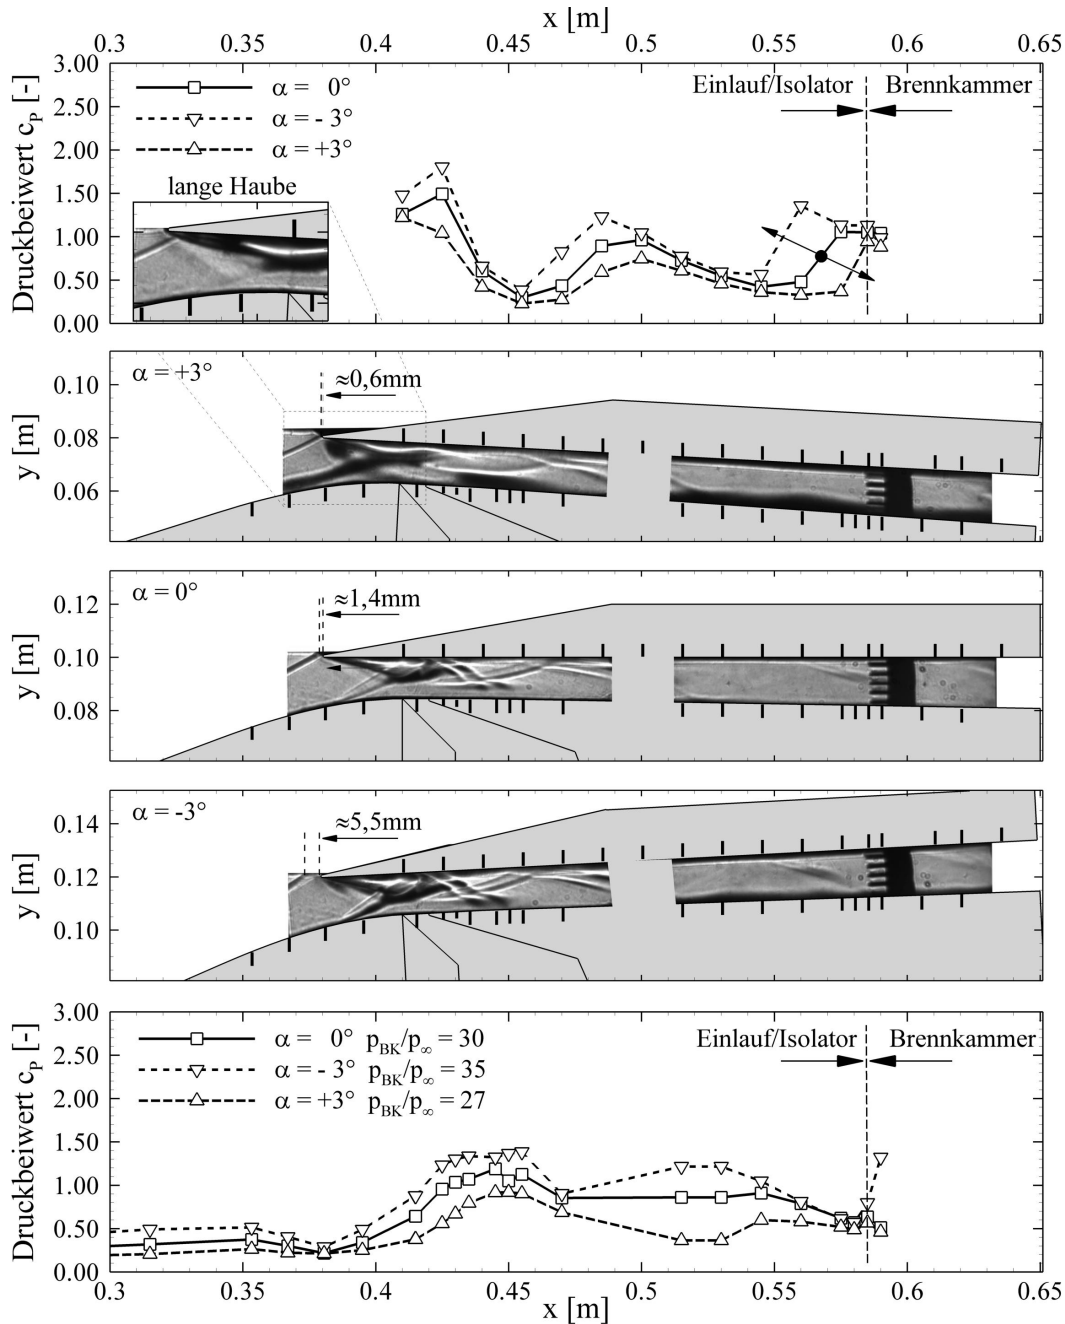 x [m]
0.3 0.35 0.4 0.45 0.5 0.55 0.6 0.65
Druckbeiwert c_P [-]
3.00
2.50
2.00
1.50
1.00
0.50
0.00
α = 0°
α = - 3°
α = +3°
lange Haube
Einlauf/Isolator Brennkammer
y [m]
0.10
0.08
0.06
α = +3°
≈0,6mm
y [m]
0.12
0.10
0.08
α = 0°
≈1,4mm
y [m]
0.14
0.12
0.10
α = -3°
≈5,5mm
Druckbeiwert c_P [-]
3.00
2.50
2.00
1.50
1.00
0.50
0.00
α = 0° p_BK/p_∞ = 30
α = - 3° p_BK/p_∞ = 35
α = +3° p_BK/p_∞ = 27
Einlauf/Isolator Brennkammer
0.3 0.35 0.4 0.45 0.5 0.55 0.6 0.65
x [m]